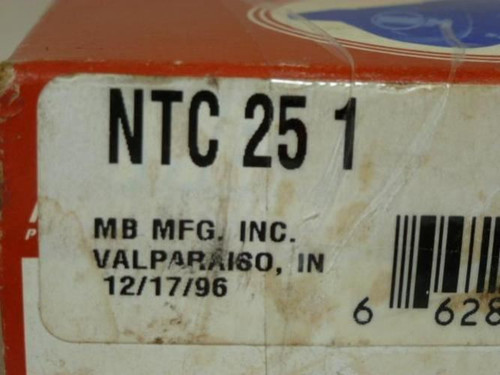 NTC 25 1
MB MFG. INC.
VALPARAISO, IN
12/17/96
6 628